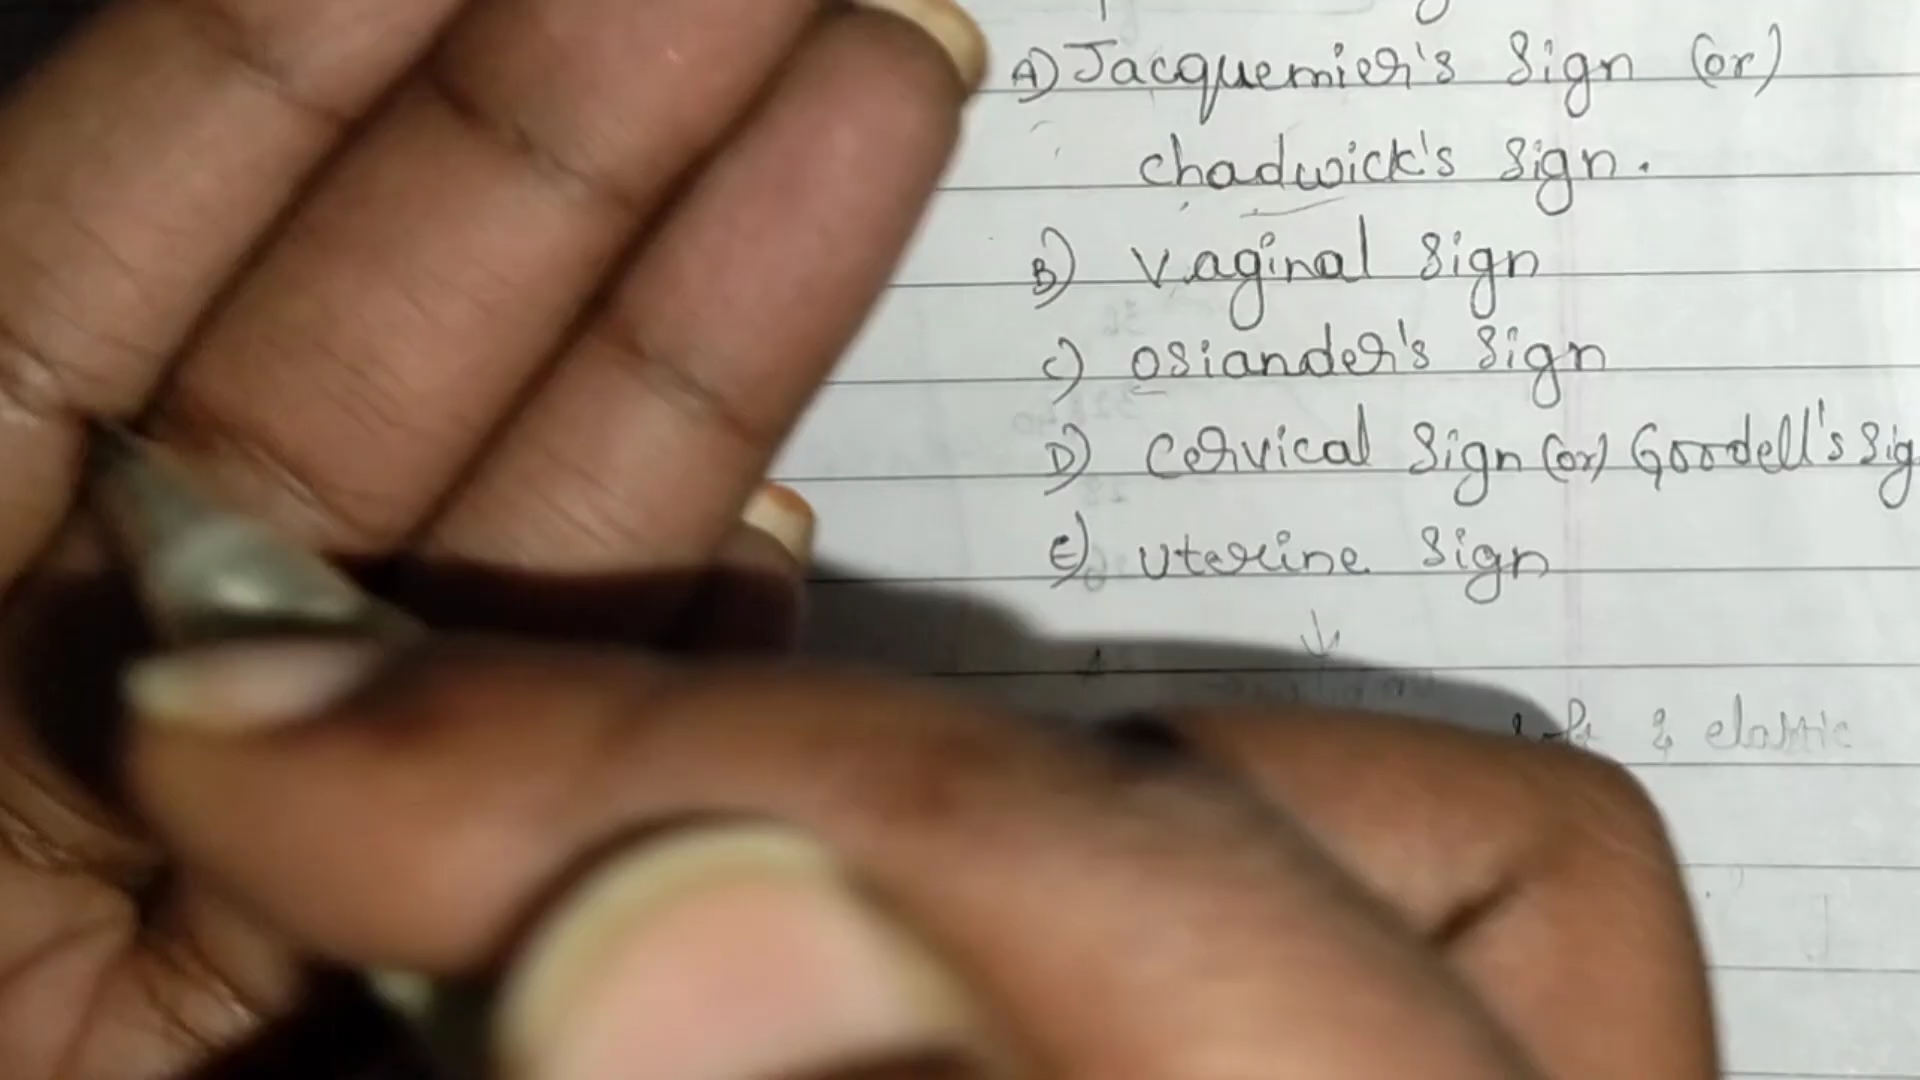 A) Jacquemier's Sign (or)
chadwick's Sign.
B) vaginal Sign
C) osiander's Sign
D) Cervical Sign (or) Goodell's Sig
E) uterine Sign
↓
& elastic